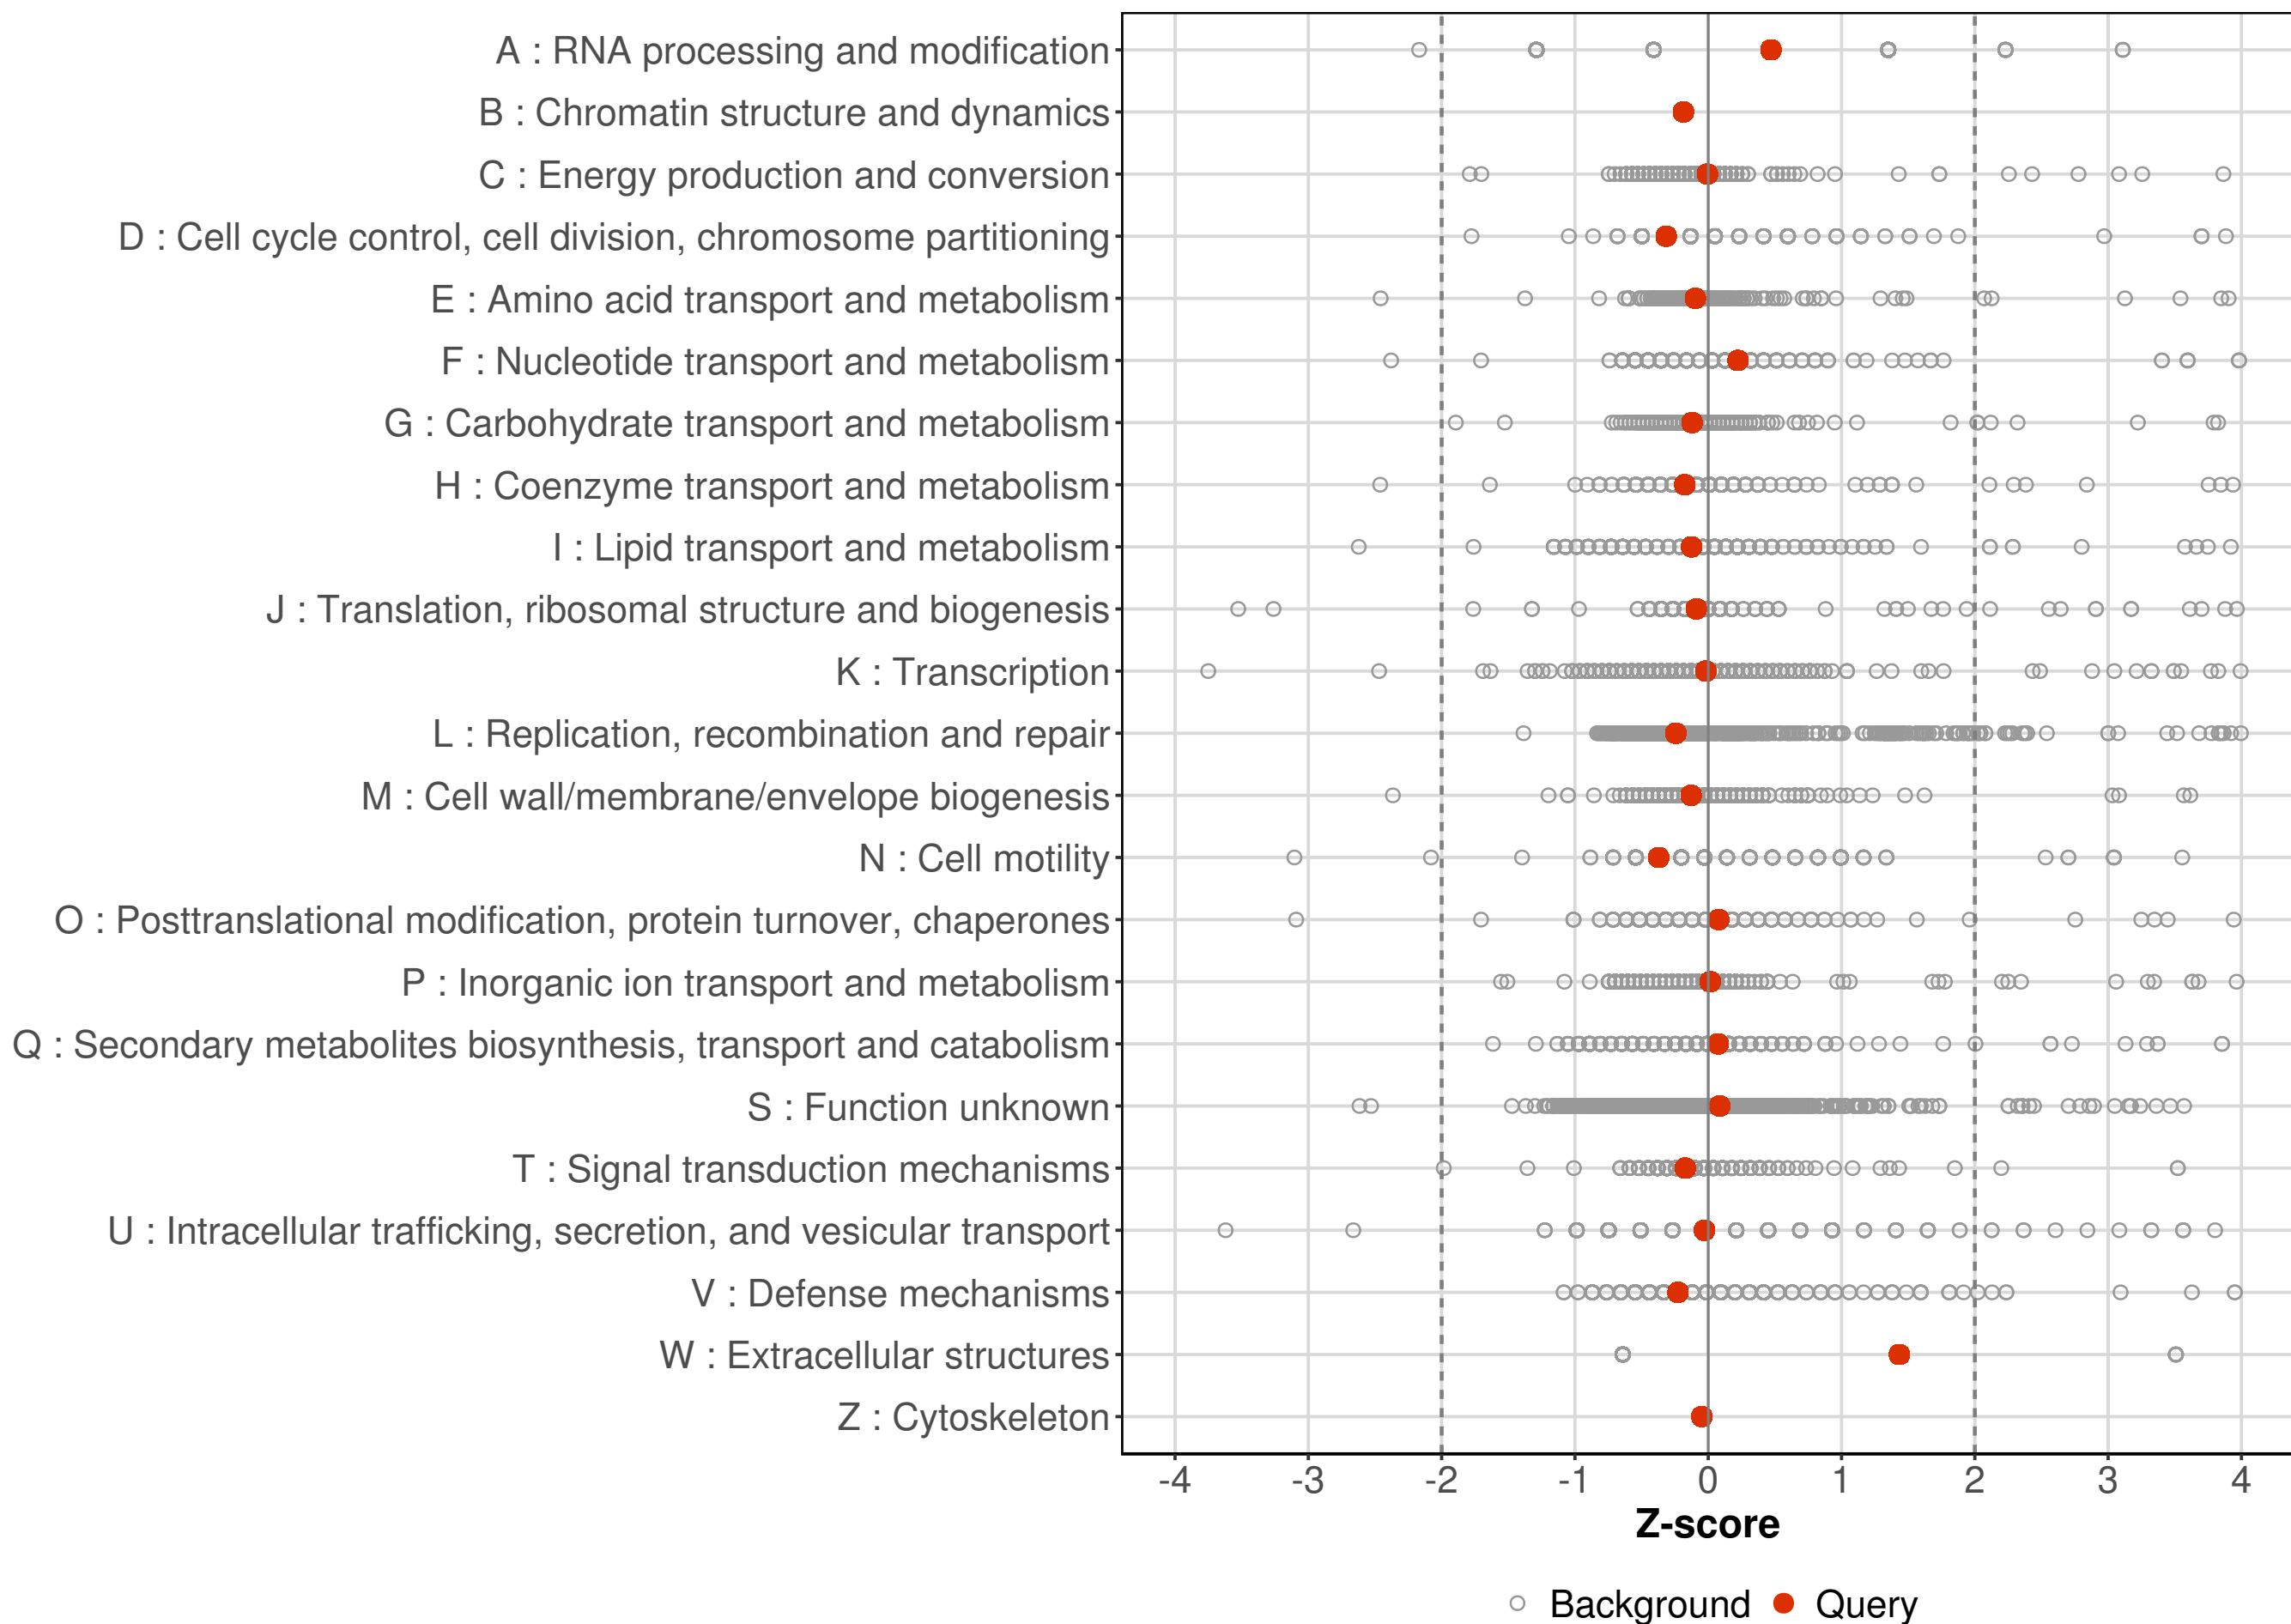 A : RNA processing and modification
B : Chromatin structure and dynamics
C : Energy production and conversion
D : Cell cycle control, cell division, chromosome partitioning
E : Amino acid transport and metabolism
F : Nucleotide transport and metabolism
G : Carbohydrate transport and metabolism
H : Coenzyme transport and metabolism
I : Lipid transport and metabolism
J : Translation, ribosomal structure and biogenesis
K : Transcription
L : Replication, recombination and repair
M : Cell wall/membrane/envelope biogenesis
N : Cell motility
O : Posttranslational modification, protein turnover, chaperones
P : Inorganic ion transport and metabolism
Q : Secondary metabolites biosynthesis, transport and catabolism
S : Function unknown
T : Signal transduction mechanisms
U : Intracellular trafficking, secretion, and vesicular transport
V : Defense mechanisms
W : Extracellular structures
Z : Cytoskeleton
-4 -3 -2 -1 0 1 2 3 4
Z-score
Background Query